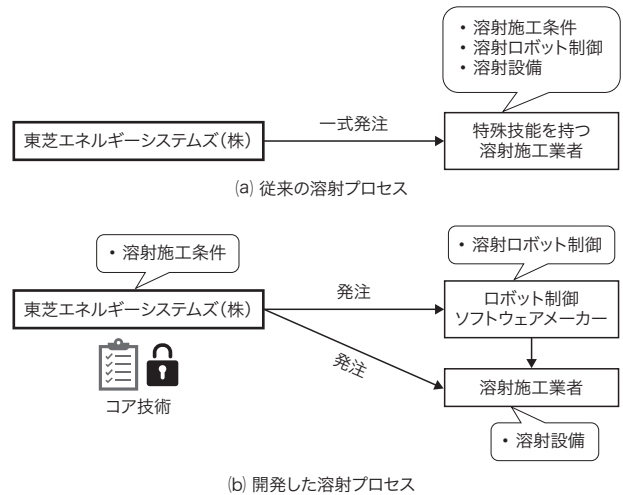 ・溶射施工条件
・溶射ロボット制御
・溶射設備
東芝エネルギーシステムズ(株)
一式発注
特殊技能を持つ
溶射施工業者
(a) 従来の溶射プロセス
・溶射施工条件
・溶射ロボット制御
東芝エネルギーシステムズ(株)
発注
ロボット制御
ソフトウェアメーカー
発注
溶射施工業者
コア技術
・溶射設備
(b) 開発した溶射プロセス